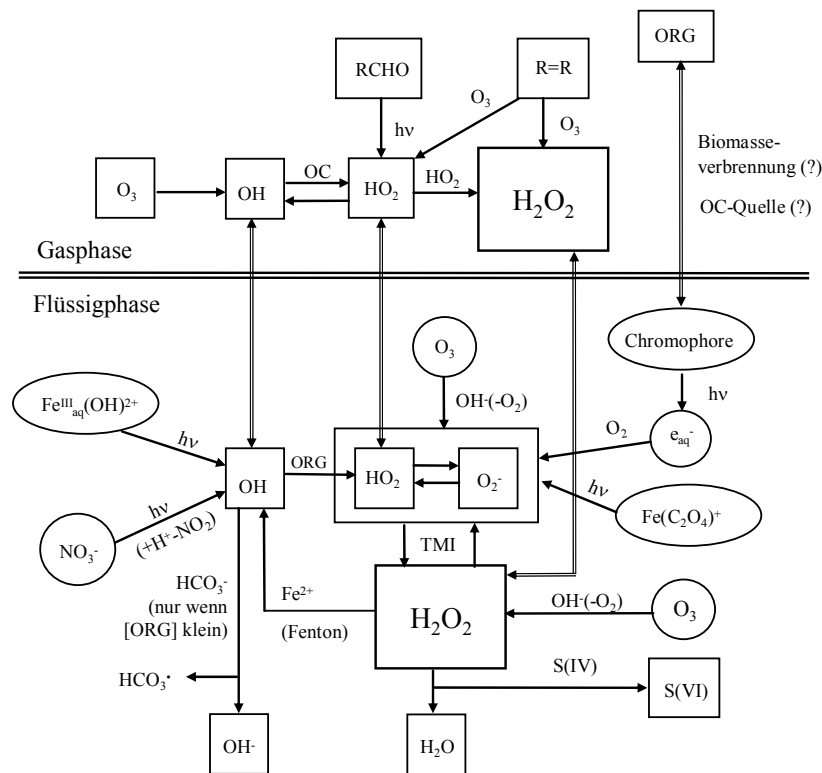 ORG
RCHO
R=R
O₃
hν
O₃
Biomasse-
verbrennung (?)
OC-Quelle (?)
O₃
OH
OC
HO₂
HO₂
H₂O₂
Gasphase
Flüssigphase
O₃
Chromophore
OH⁻(-O₂)
hν
Feᴵᴵᴵaq(OH)²⁺
hν
O₂
eaq⁻
OH
ORG
HO₂
O₂⁻
hν
Fe(C₂O₄)⁺
NO₃⁻
hν
(+H⁺-NO₂)
TMI
HCO₃⁻
(nur wenn
[ORG] klein)
Fe²⁺
(Fenton)
H₂O₂
OH⁻(-O₂)
O₃
HCO₃•
S(IV)
S(VI)
OH⁻
H₂O